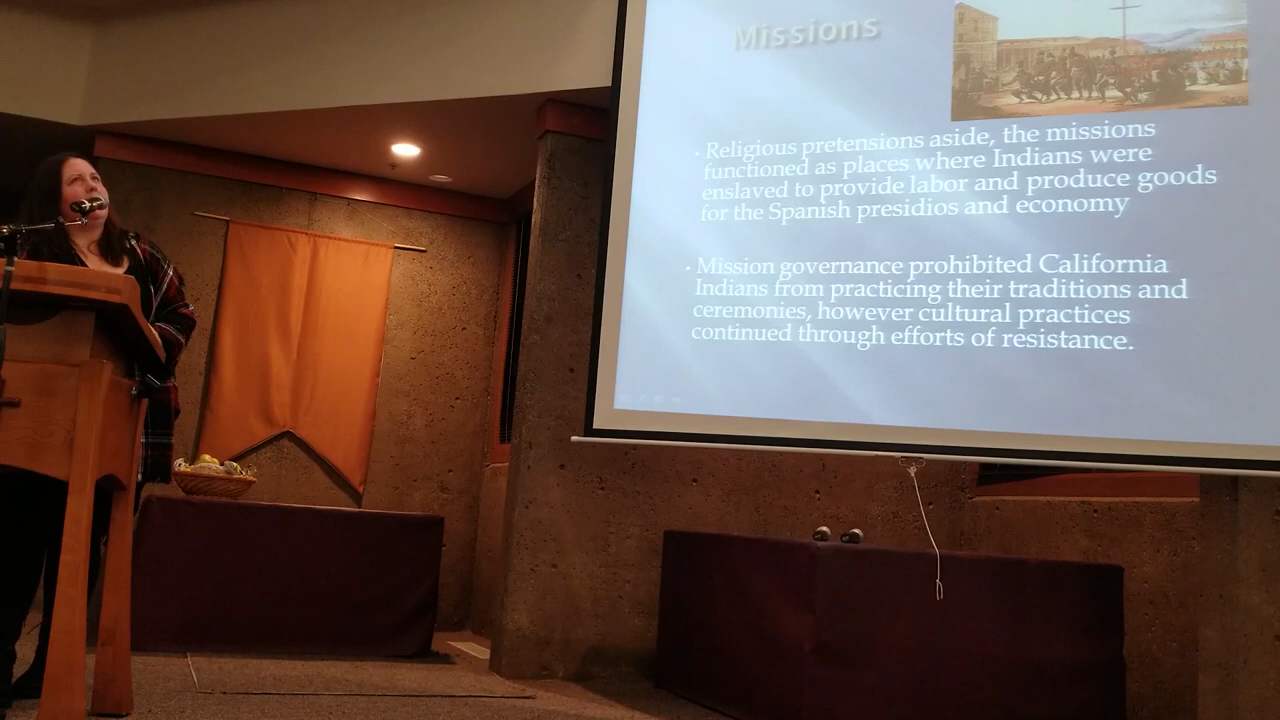 Missions
· Religious pretensions aside, the missions
functioned as places where Indians were
enslaved to provide labor and produce goods
for the Spanish presidios and economy
· Mission governance prohibited California
Indians from practicing their traditions and
ceremonies, however cultural practices
continued through efforts of resistance.